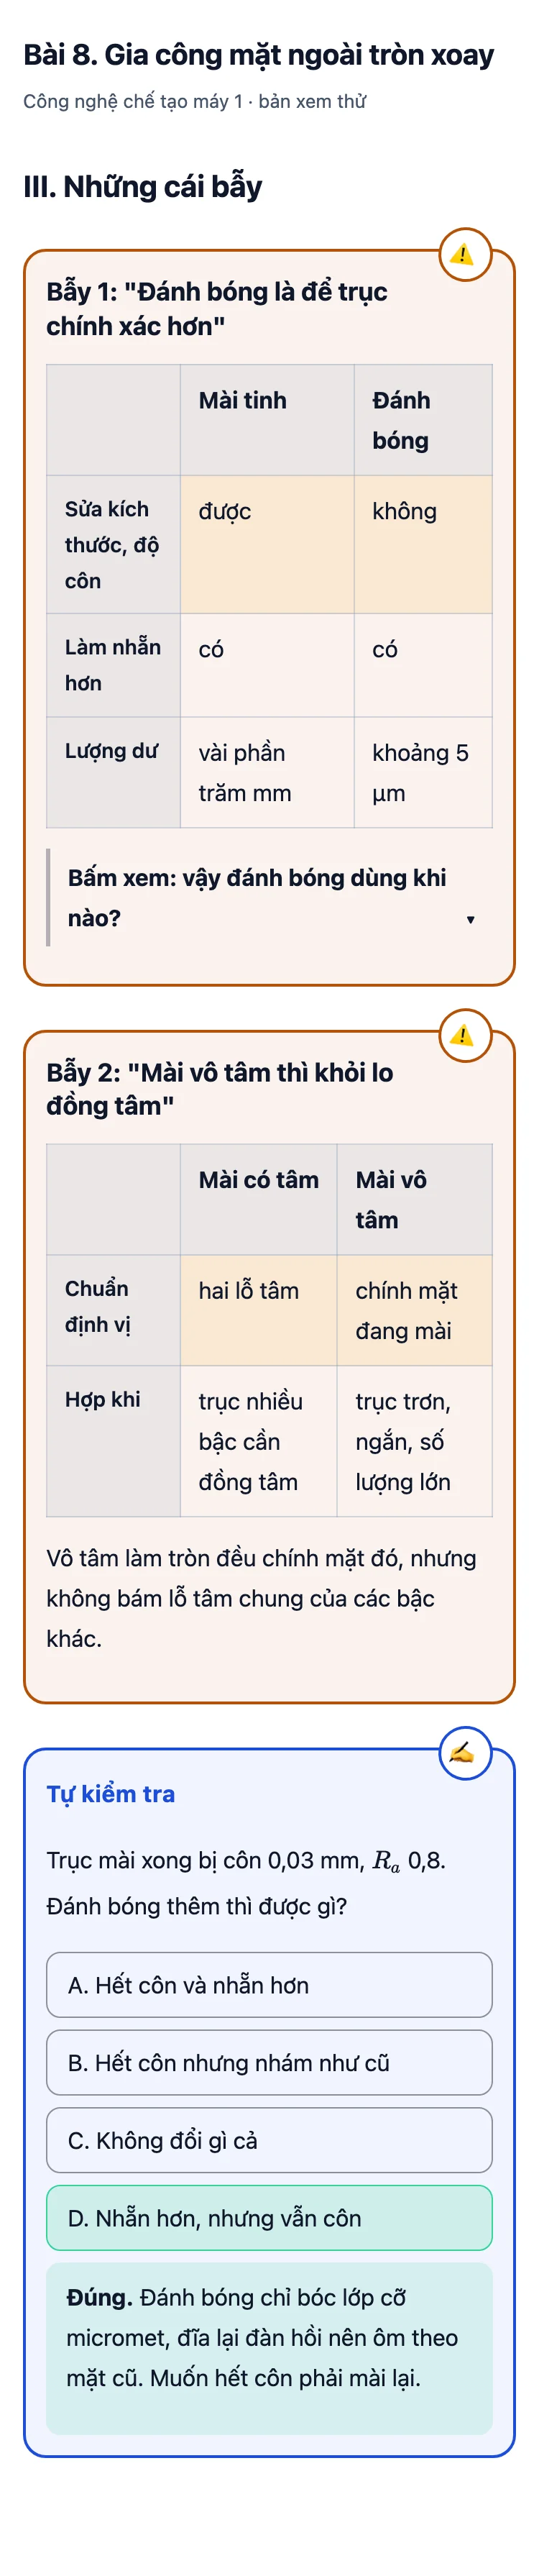 Bài 8. Gia công mặt ngoài tròn xoay
Công nghệ chế tạo máy 1 · bản xem thử
III. Những cái bẫy
Bẫy 1: "Đánh bóng là để trục
chính xác hơn"
Mài tinh
Đánh
bóng
Sửa kích
thước, độ
côn
được
không
Làm nhẵn
hơn
có
có
Lượng dư
vài phần
trăm mm
khoảng 5
µm
Bấm xem: vậy đánh bóng dùng khi
nào?
Bẫy 2: "Mài vô tâm thì khỏi lo
đồng tâm"
Mài có tâm
Mài vô
tâm
Chuẩn
định vị
hai lỗ tâm
chính mặt
đang mài
Hợp khi
trục nhiều
bậc cần
đồng tâm
trục trơn,
ngắn, số
lượng lớn
Vô tâm làm tròn đều chính mặt đó, nhưng
không bám lỗ tâm chung của các bậc
khác.
Tự kiểm tra
Trục mài xong bị côn 0,03 mm, Rₐ 0,8.
Đánh bóng thêm thì được gì?
A. Hết côn và nhẵn hơn
B. Hết côn nhưng nhám như cũ
C. Không đổi gì cả
D. Nhẵn hơn, nhưng vẫn côn
Đúng. Đánh bóng chỉ bóc lớp cỡ
micromet, đĩa lại đàn hồi nên ôm theo
mặt cũ. Muốn hết côn phải mài lại.